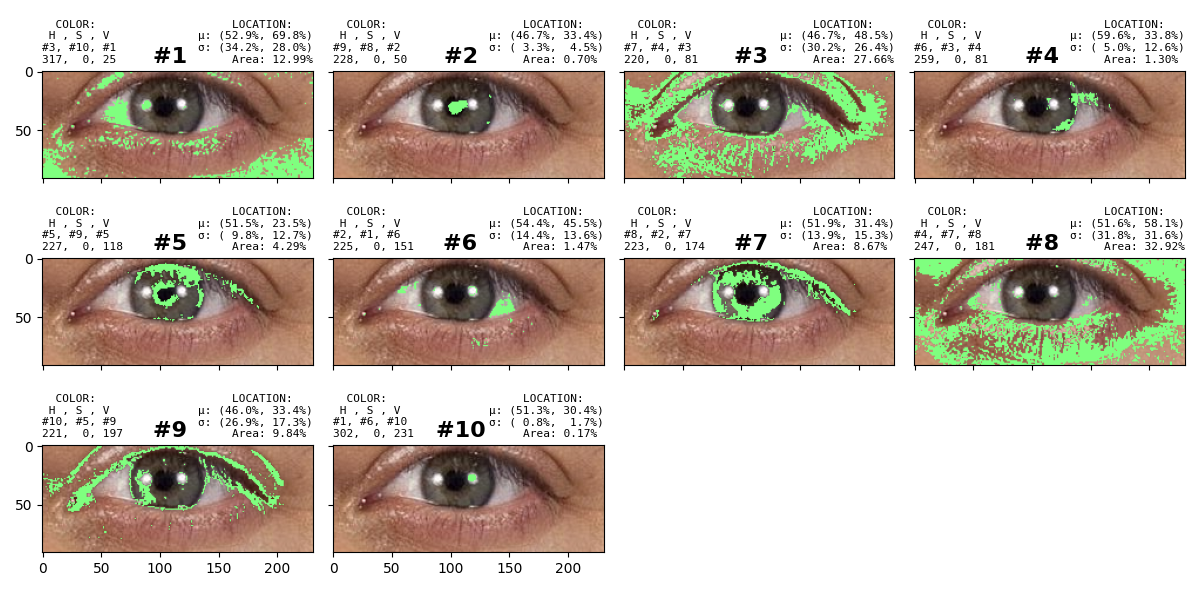 COLOR: LOCATION:
H , S , V μ: (52.9%, 69.8%)
#3, #10, #1 σ: (34.2%, 28.0%)
317, 0, 25 #1 Area: 12.99%
COLOR: LOCATION:
H , S , V μ: (46.7%, 33.4%)
#9, #8, #2 σ: ( 3.3%, 4.5%)
228, 0, 50 #2 Area: 0.70%
COLOR: LOCATION:
H , S , V μ: (46.7%, 48.5%)
#7, #4, #3 σ: (30.2%, 26.4%)
220, 0, 81 #3 Area: 27.66%
COLOR: LOCATION:
H , S , V μ: (59.6%, 33.8%)
#6, #3, #4 σ: ( 5.0%, 12.6%)
259, 0, 81 #4 Area: 1.30%
0
50
COLOR: LOCATION:
H , S , V μ: (51.5%, 23.5%)
#5, #9, #5 σ: ( 9.8%, 12.7%)
227, 0, 118 #5 Area: 4.29%
COLOR: LOCATION:
H , S , V μ: (54.4%, 45.5%)
#2, #1, #6 σ: (14.4%, 13.6%)
225, 0, 151 #6 Area: 1.47%
COLOR: LOCATION:
H , S , V μ: (51.9%, 31.4%)
#8, #2, #7 σ: (13.9%, 15.3%)
223, 0, 174 #7 Area: 8.67%
COLOR: LOCATION:
H , S , V μ: (51.6%, 58.1%)
#4, #7, #8 σ: (31.8%, 31.6%)
247, 0, 181 #8 Area: 32.92%
0
50
COLOR: LOCATION:
H , S , V μ: (46.0%, 33.4%)
#10, #5, #9 σ: (26.9%, 17.3%)
221, 0, 197 #9 Area: 9.84%
COLOR: LOCATION:
H , S , V μ: (51.3%, 30.4%)
#1, #6, #10 σ: ( 0.8%, 1.7%)
302, 0, 231 #10 Area: 0.17%
0
50
0 50 100 150 200
0 50 100 150 200